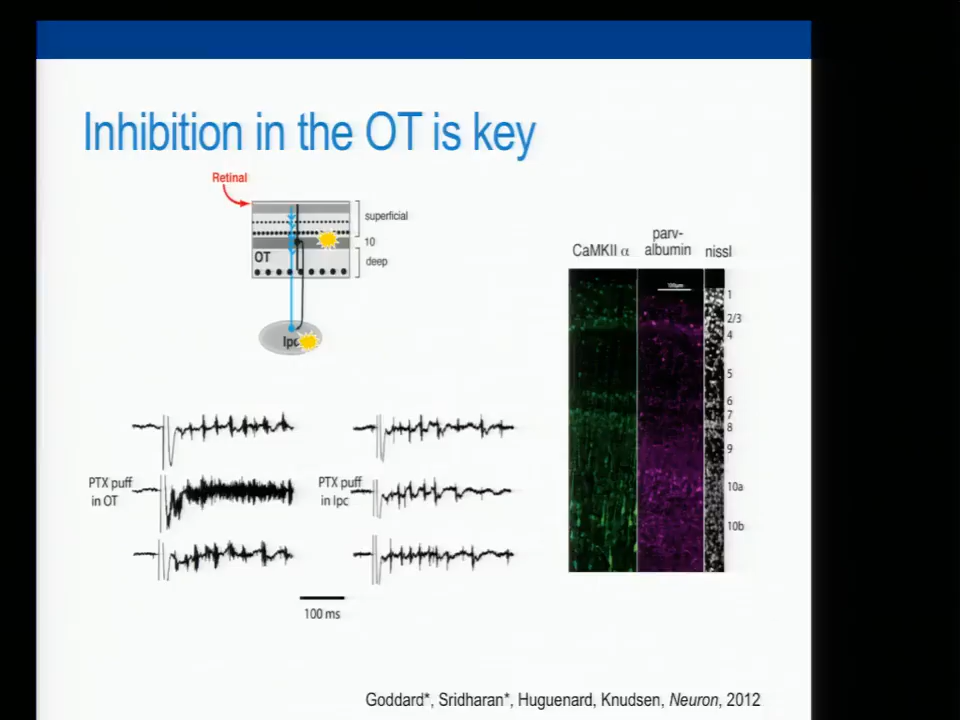 Inhibition in the OT is key
Retinal
superficial
10
OT
deep
Ipc
parv-
CaMKII α albumin nissl
100μm
1
2/3
4
5
6
7
8
9
10a
10b
PTX puff
in OT
PTX puff
in Ipc
100 ms
Goddard*, Sridharan*, Huguenard, Knudsen, Neuron, 2012